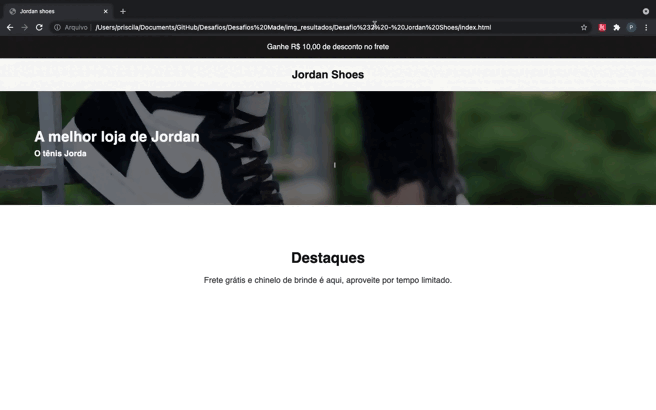 Jordan shoes
Arquivo | /Users/priscila/Documents/GitHub/Desafios/Desafios%20Made/img_resultados/Desafio%232%20-%20Jordan%20Shoes/index.html
P
Ganhe R$ 10,00 de desconto no frete
Jordan Shoes
A melhor loja de Jordan
O tênis Jorda
Destaques
Frete grátis e chinelo de brinde é aqui, aproveite por tempo limitado.